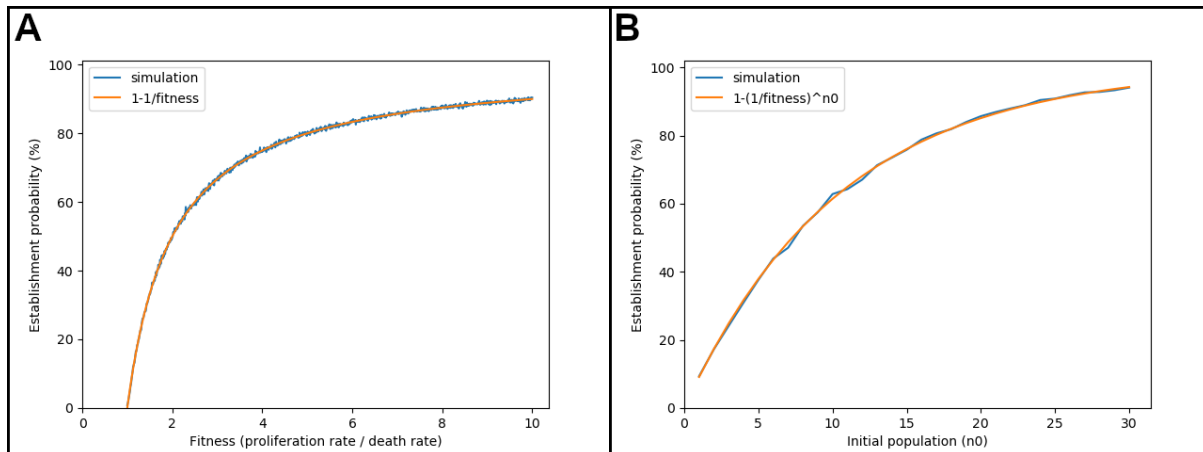 A
100
80
60
40
20
0
Establishment probability (%)
simulation
1-1/fitness
0 2 4 6 8 10
Fitness (proliferation rate / death rate)
B
100
80
60
40
20
0
Establishment probability (%)
simulation
1-(1/fitness)^n0
0 5 10 15 20 25 30
Initial population (n0)